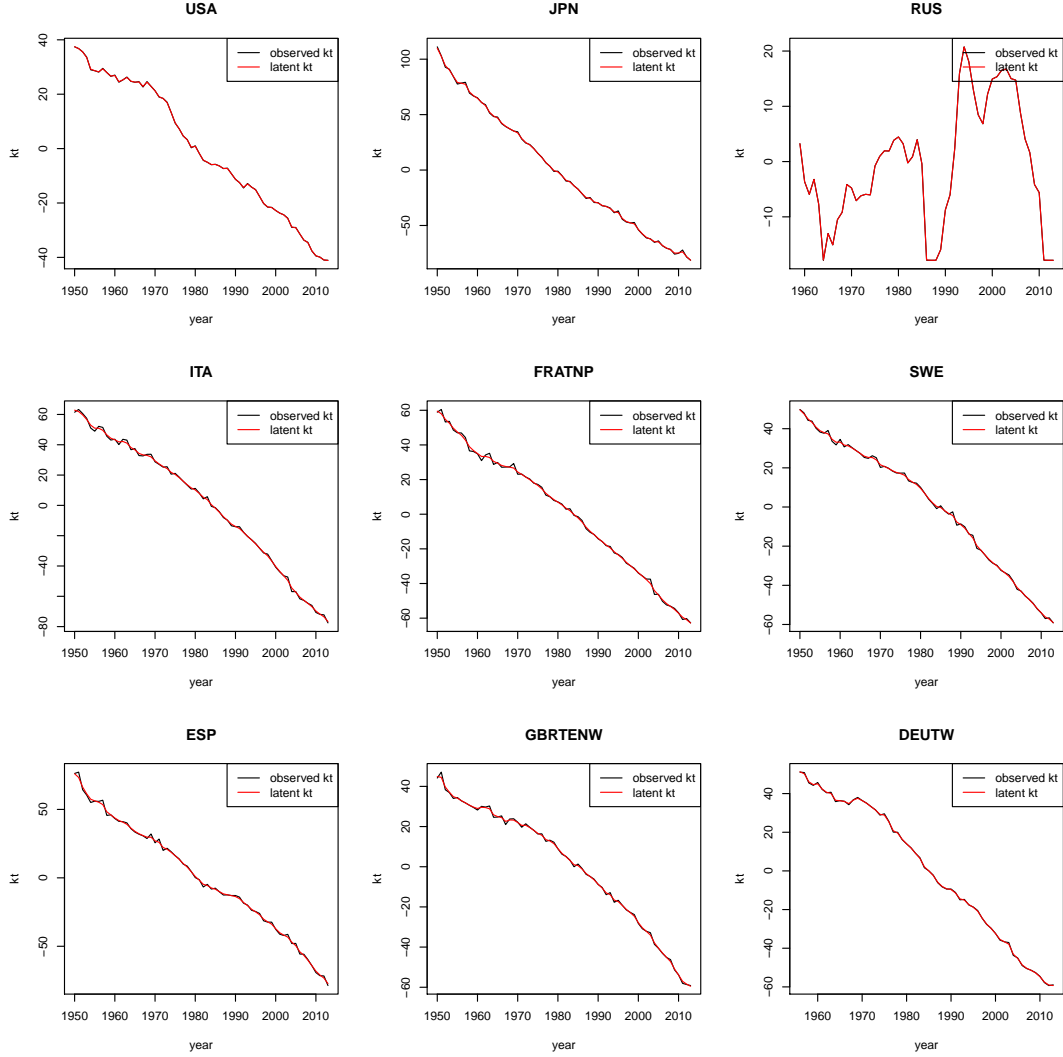 USA
JPN
RUS
kt
40
20
0
−20
−40
observed kt
latent kt
1950 1960 1970 1980 1990 2000 2010
year
kt
100
50
0
−50
observed kt
latent kt
1950 1960 1970 1980 1990 2000 2010
year
kt
20
10
0
−10
observed kt
latent kt
1960 1970 1980 1990 2000 2010
year
ITA
FRATNP
SWE
kt
60
40
20
0
−40
−80
observed kt
latent kt
1950 1960 1970 1980 1990 2000 2010
year
kt
60
40
20
0
−20
−40
−60
observed kt
latent kt
1950 1960 1970 1980 1990 2000 2010
year
kt
40
20
0
−20
−40
−60
observed kt
latent kt
1950 1960 1970 1980 1990 2000 2010
year
ESP
GBRTENW
DEUTW
kt
50
0
−50
observed kt
latent kt
1950 1960 1970 1980 1990 2000 2010
year
kt
40
20
0
−20
−40
−60
observed kt
latent kt
1950 1960 1970 1980 1990 2000 2010
year
kt
40
20
0
−20
−40
−60
observed kt
latent kt
1960 1970 1980 1990 2000 2010
year